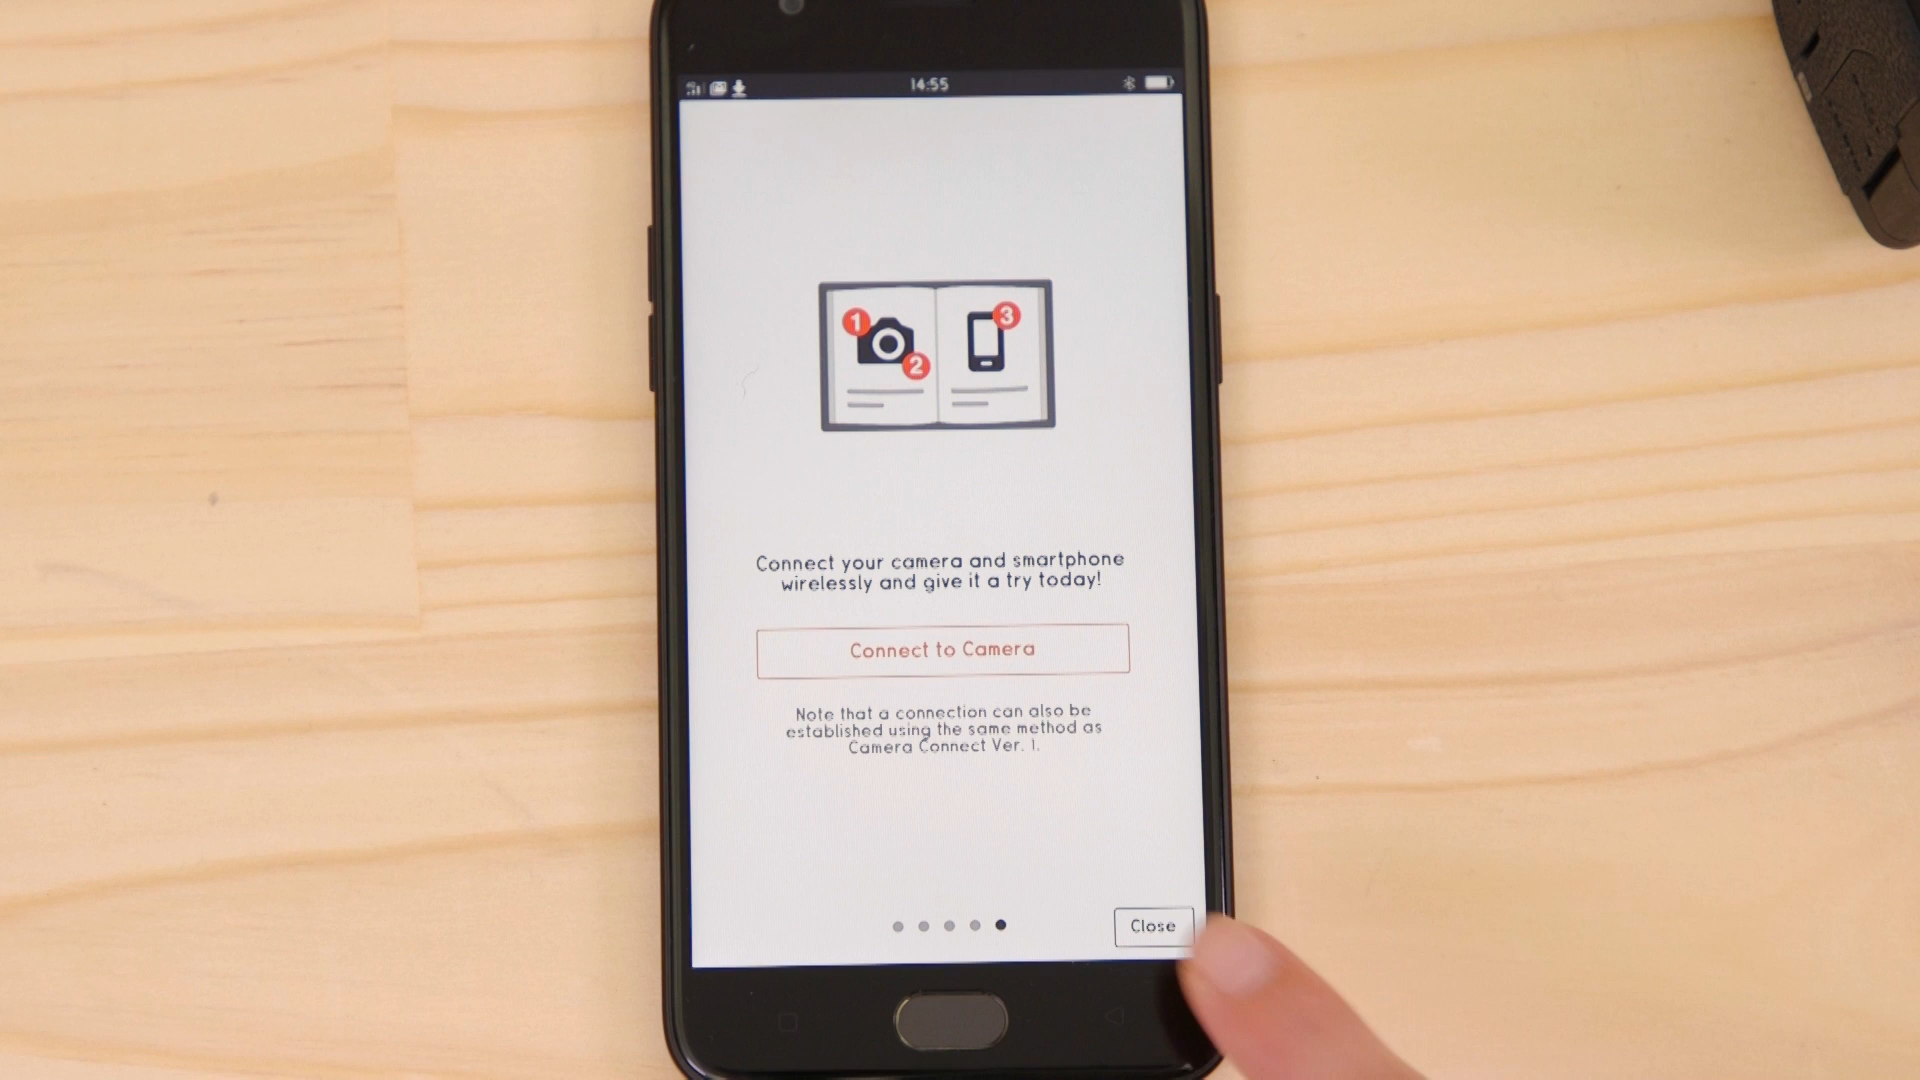 14:55
1
2
3
Connect your camera and smartphone
wirelessly and give it a try today!
Connect to Camera
Note that a connection can also be
established using the same method as
Camera Connect Ver. 1.
Close